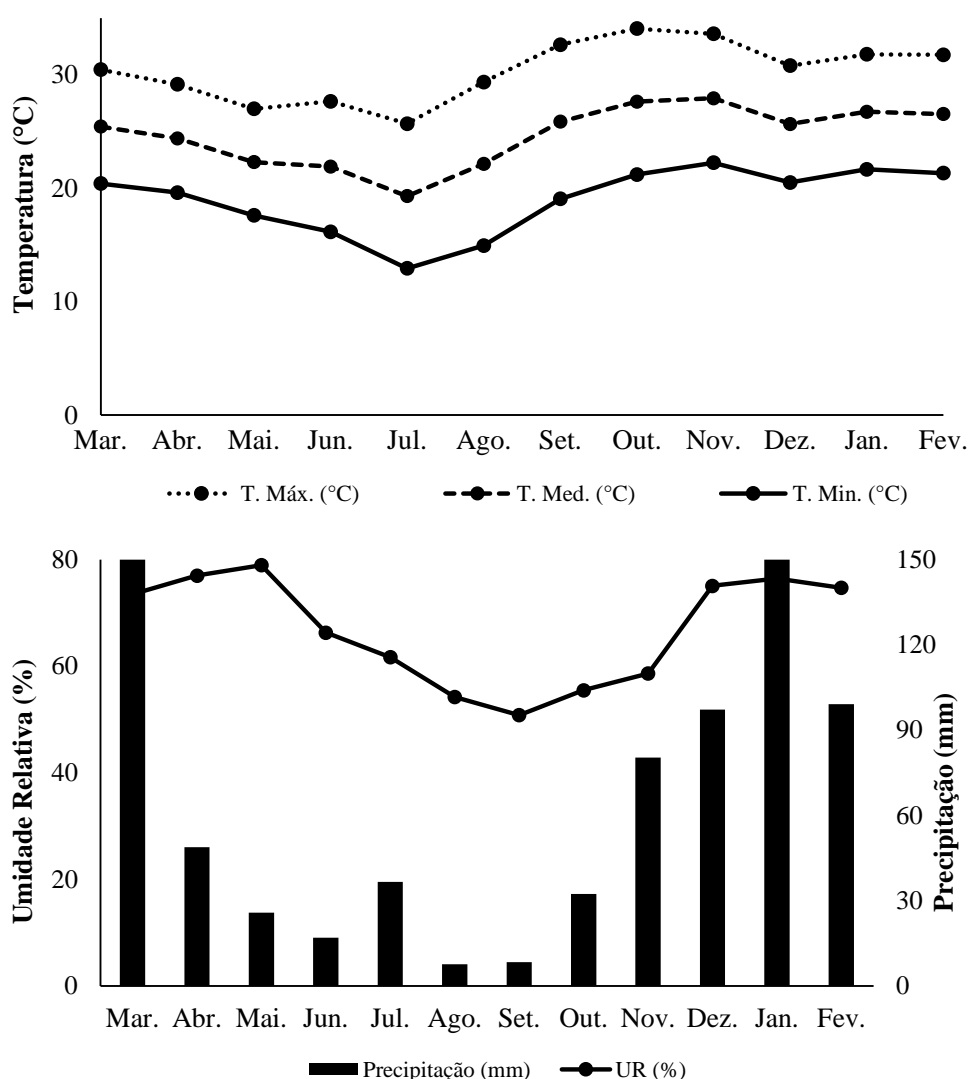 Temperatura (°C)
30
20
10
0
Mar. Abr. Mai. Jun. Jul. Ago. Set. Out. Nov. Dez. Jan. Fev.
T. Máx. (°C) T. Med. (°C) T. Min. (°C)
Umidade Relativa (%)
80
60
40
20
0
150
120
90
60
30
0
Precipitação (mm)
Mar. Abr. Mai. Jun. Jul. Ago. Set. Out. Nov. Dez. Jan. Fev.
Precipitação (mm) UR (%)